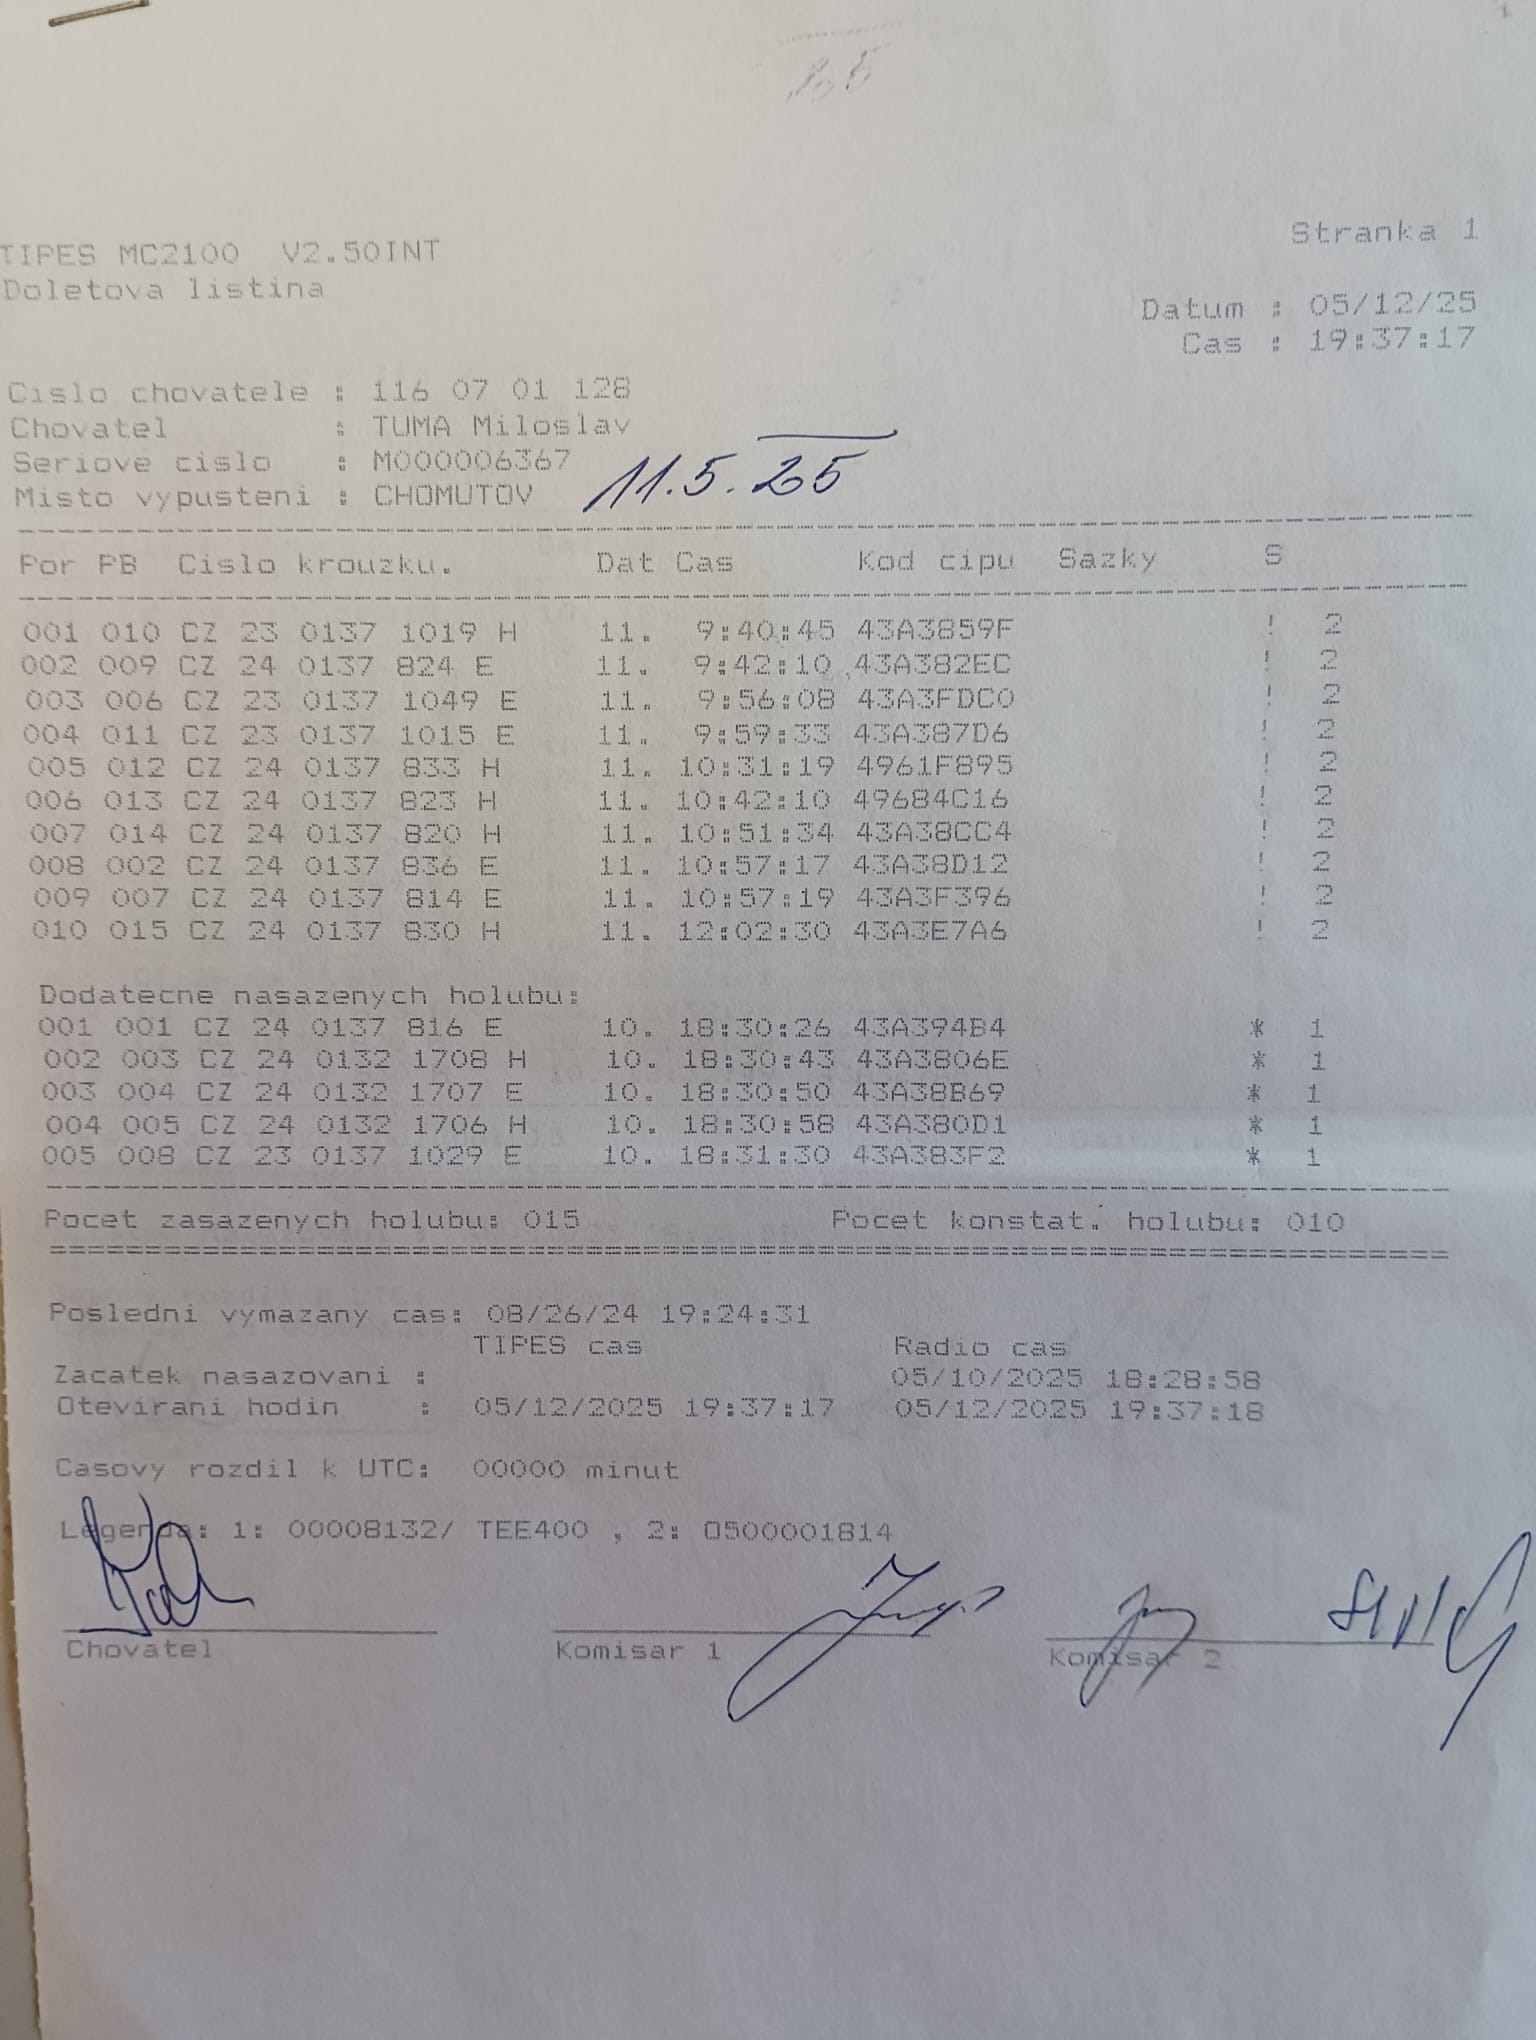 25
TIPES MC2100 V2.50INT
Stranka 1
Doletova listina
Datum : 05/12/25
Cas : 19:37:17
Cislo chovatele : 116 07 01 128
Chovatel : TUMA Miloslav
Seriove cislo : M000006367
Misto vypusteni : CHOMUTOV 11.5.25
Por PB Cislo krouzku. Dat Cas Kod cipu Sazky S
001 010 CZ 23 0137 1019 H 11. 9:40:45 43A3859F ! 2
002 009 CZ 24 0137 824 E 11. 9:42:10 43A382EC ! 2
003 006 CZ 23 0137 1049 E 11. 9:56:08 43A3FDC0 ! 2
004 011 CZ 23 0137 1015 E 11. 9:59:33 43A387D6 ! 2
005 012 CZ 24 0137 833 H 11. 10:31:19 4961F895 ! 2
006 013 CZ 24 0137 823 H 11. 10:42:10 49684C16 ! 2
007 014 CZ 24 0137 820 H 11. 10:51:34 43A38CC4 ! 2
008 002 CZ 24 0137 836 E 11. 10:57:17 43A38D12 ! 2
009 007 CZ 24 0137 814 E 11. 10:57:19 43A3F396 ! 2
010 015 CZ 24 0137 830 H 11. 12:02:30 43A3E7A6 ! 2
Dodatecne nasazenych holubu:
001 001 CZ 24 0137 816 E 10. 18:30:26 43A394B4 * 1
002 003 CZ 24 0132 1708 H 10. 18:30:43 43A3806E * 1
003 004 CZ 24 0132 1707 E 10. 18:30:50 43A38B69 * 1
004 005 CZ 24 0132 1706 H 10. 18:30:58 43A380D1 * 1
005 008 CZ 23 0137 1029 E 10. 18:31:30 43A383F2 * 1
Pocet zasazenych holubu: 015 Pocet konstat. holubu: 010
Posledni vymazany cas: 08/26/24 19:24:31
TIPES cas Radio cas
Zacatek nasazovani : 05/10/2025 18:28:58
Otevirani hodin : 05/12/2025 19:37:17 05/12/2025 19:37:18
Casovy rozdil k UTC: 00000 minut
Legenda: 1: 00008132/ TEE400 , 2: 0500001814
Chovatel Komisar 1 Komisar 2